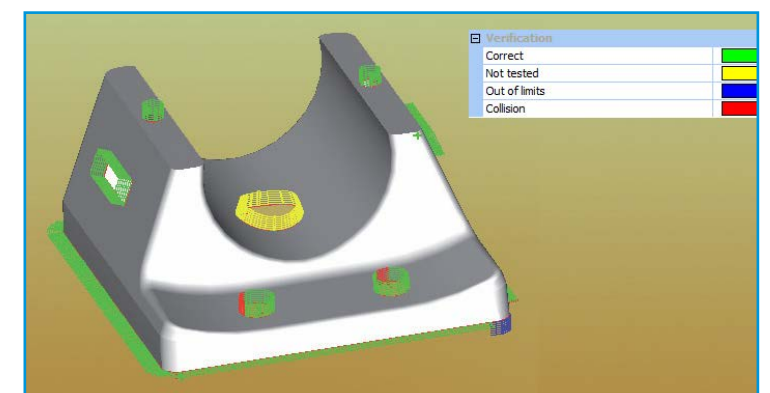 Verification
Correct
Not tested
Out of limits
Collision